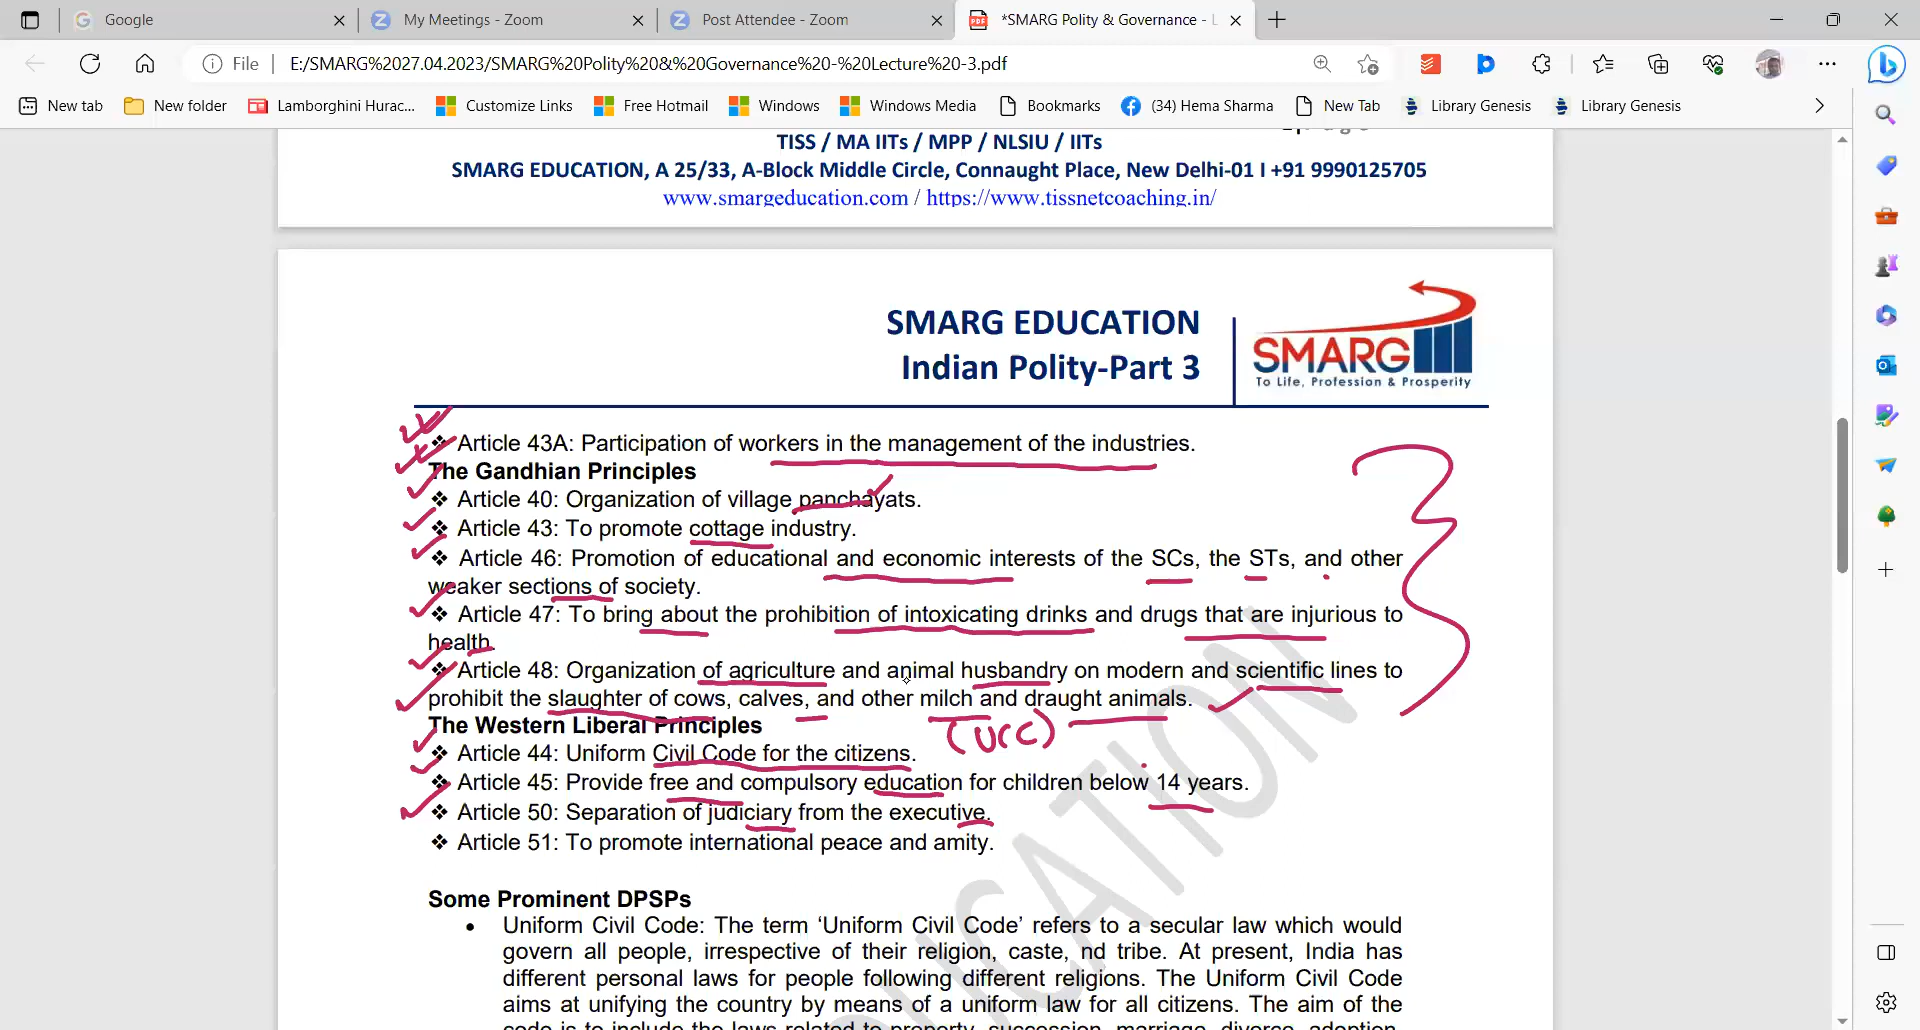 Google
My Meetings - Zoom
Post Attendee - Zoom
*SMARG Polity & Governance - L
File
E:/SMARG%2027.04.2023/SMARG%20Polity%20&%20Governance%20-%20Lecture%20-3.pdf
New tab
New folder
Lamborghini Hurac...
Customize Links
Free Hotmail
Windows
Windows Media
Bookmarks
(34) Hema Sharma
New Tab
Library Genesis
Library Genesis
TISS / MA IITs / MPP / NLSIU / IITs
SMARG EDUCATION, A 25/33, A-Block Middle Circle, Connaught Place, New Delhi-01 I +91 9990125705
www.smargeducation.com / https://www.tissnetcoaching.in/
SMARG EDUCATION
Indian Polity-Part 3
SMARG
To Life, Profession & Prosperity
❖ Article 43A: Participation of workers in the management of the industries.
The Gandhian Principles
❖ Article 40: Organization of village panchayats.
❖ Article 43: To promote cottage industry.
❖ Article 46: Promotion of educational and economic interests of the SCs, the STs, and other
weaker sections of society.
❖ Article 47: To bring about the prohibition of intoxicating drinks and drugs that are injurious to
health.
❖ Article 48: Organization of agriculture and animal husbandry on modern and scientific lines to
prohibit the slaughter of cows, calves, and other milch and draught animals.
The Western Liberal Principles
(UCC)
❖ Article 44: Uniform Civil Code for the citizens.
❖ Article 45: Provide free and compulsory education for children below 14 years.
❖ Article 50: Separation of judiciary from the executive.
❖ Article 51: To promote international peace and amity.
Some Prominent DPSPs
• Uniform Civil Code: The term ‘Uniform Civil Code’ refers to a secular law which would
govern all people, irrespective of their religion, caste, nd tribe. At present, India has
different personal laws for people following different religions. The Uniform Civil Code
aims at unifying the country by means of a uniform law for all citizens. The aim of the
code is to include the laws related to property, succession, marriage, divorce, adoption,